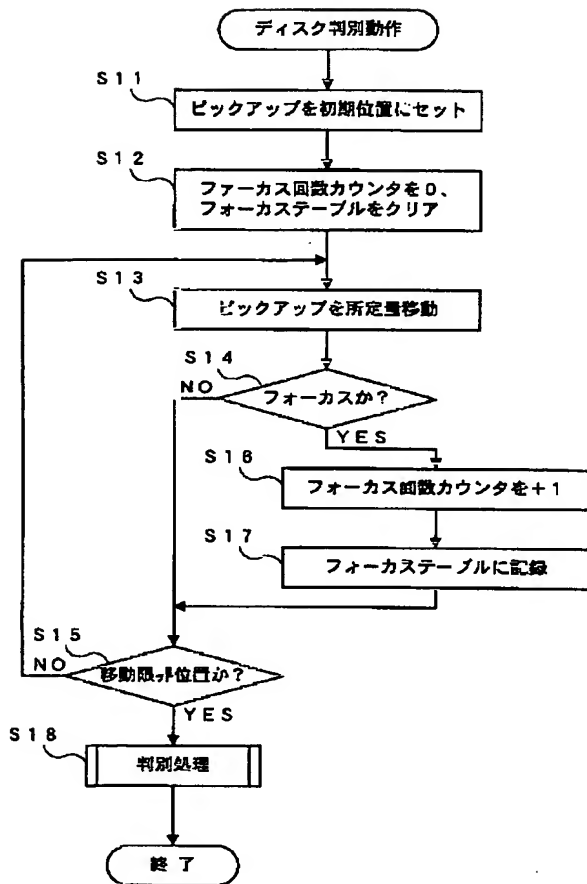 ディスク判別動作
S11
ピックアップを初期位置にセット
S12
ファーカス回数カウンタを0、
フォーカステーブルをクリア
S13
ピックアップを所定量移動
S14
NO
フォーカスか?
YES
S16
フォーカス回数カウンタを+1
S17
フォーカステーブルに記録
S15
NO
移動限界位置か?
YES
S18
判別処理
終了